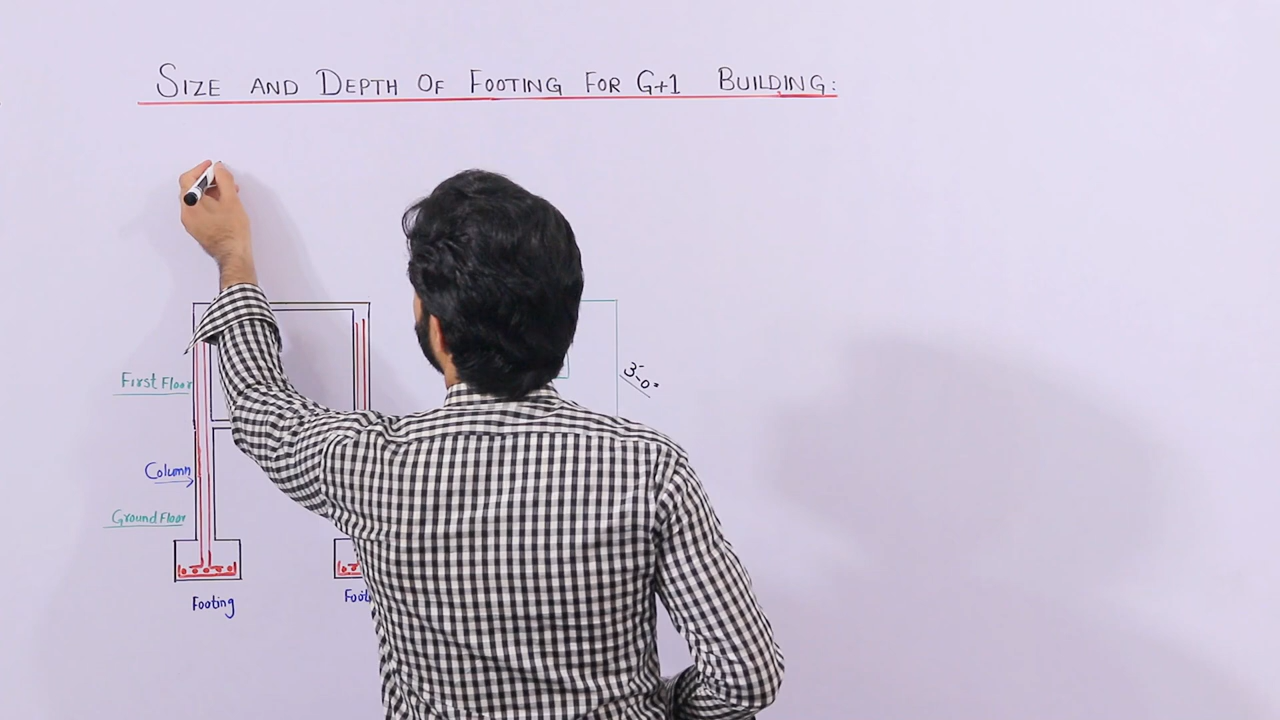 SIZE AND DEPTH OF FOOTING FOR G+1 BUILDING:
3'-0"
First Floor
Column
Ground Floor
Footing